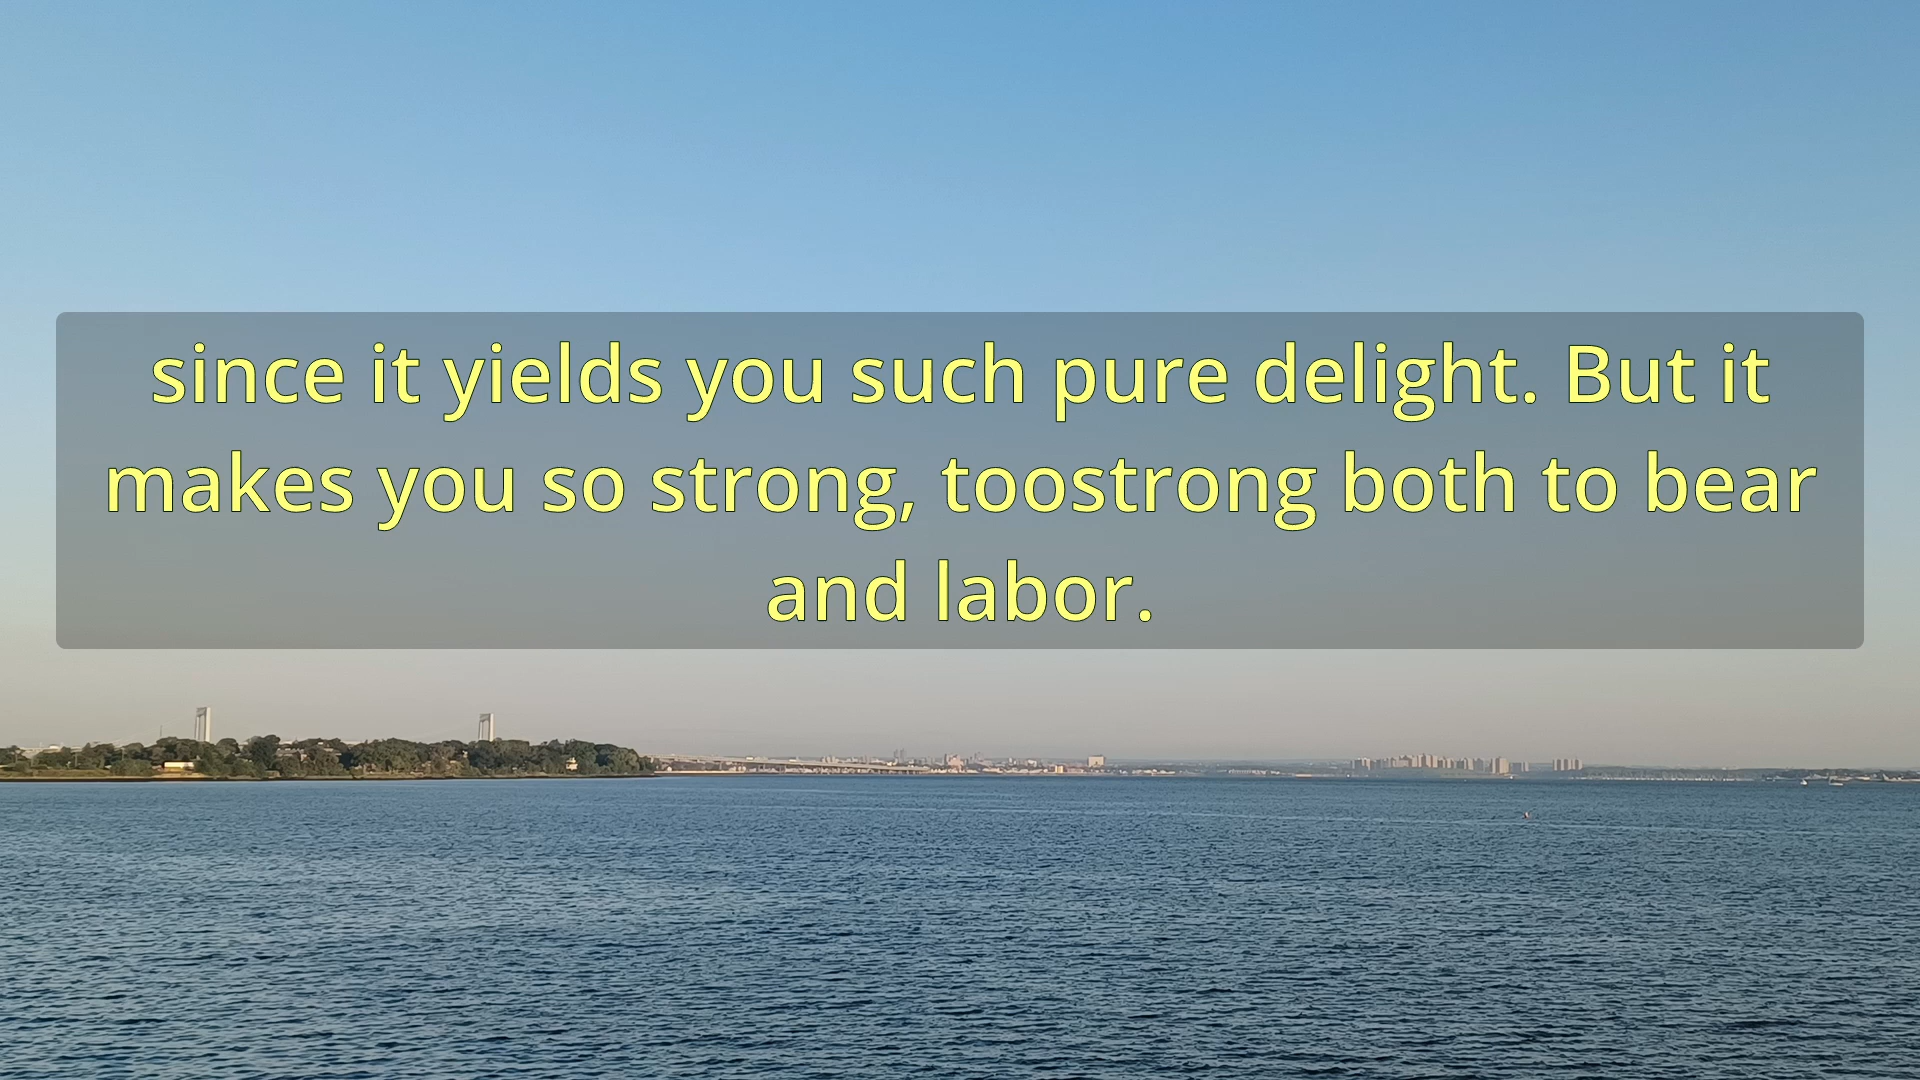 since it yields you such pure delight. But it
makes you so strong, toostrong both to bear
and labor.